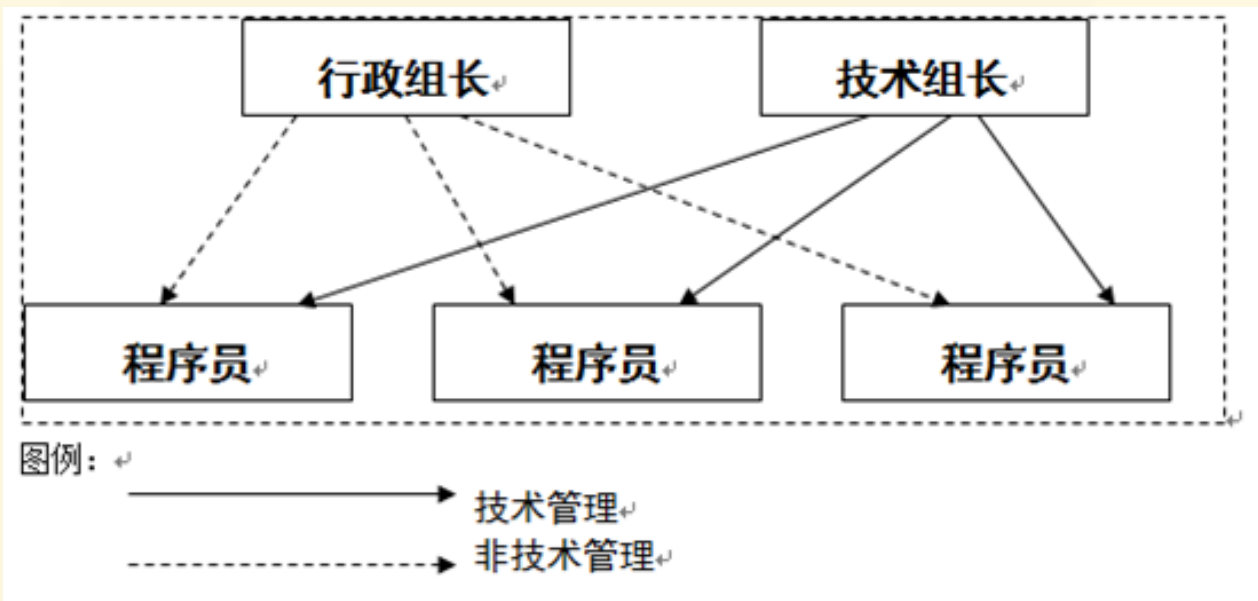 行政组长 技术组长
程序员 程序员 程序员
图例：
技术管理
非技术管理